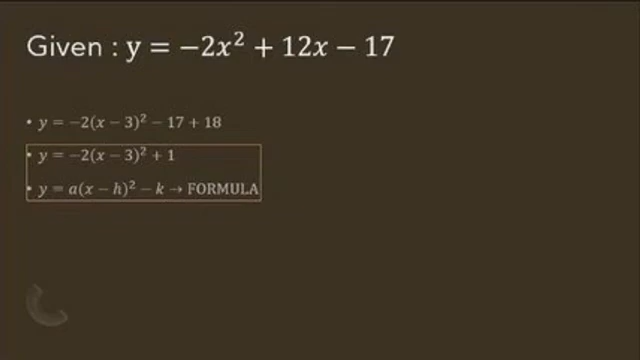 Given : y = −2x² + 12x − 17
• y = −2(x − 3)² − 17 + 18
• y = −2(x − 3)² + 1
• y = a(x − h)² − k → FORMULA